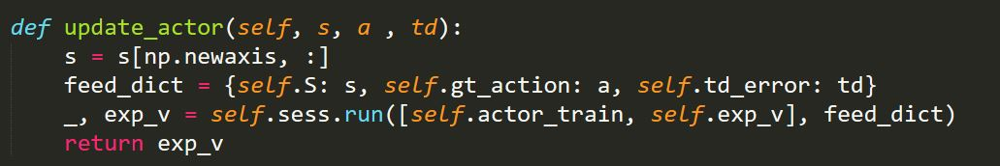 def update_actor(self, s, a , td):
    s = s[np.newaxis, :]
    feed_dict = {self.S: s, self.gt_action: a, self.td_error: td}
    _, exp_v = self.sess.run([self.actor_train, self.exp_v], feed_dict)
    return exp_v